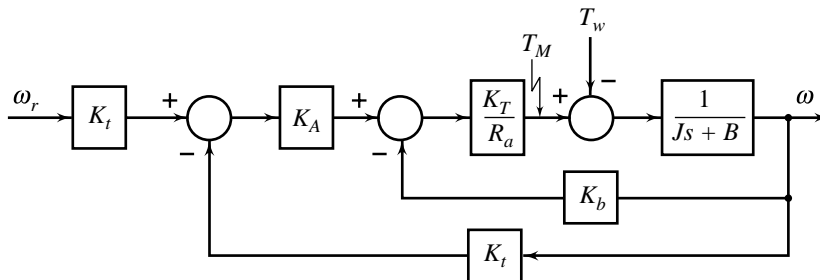 T_w
T_M
ω_r
K_t
+
−
K_A
+
−
K_T
R_a
+
−
1
Js + B
ω
K_b
K_t